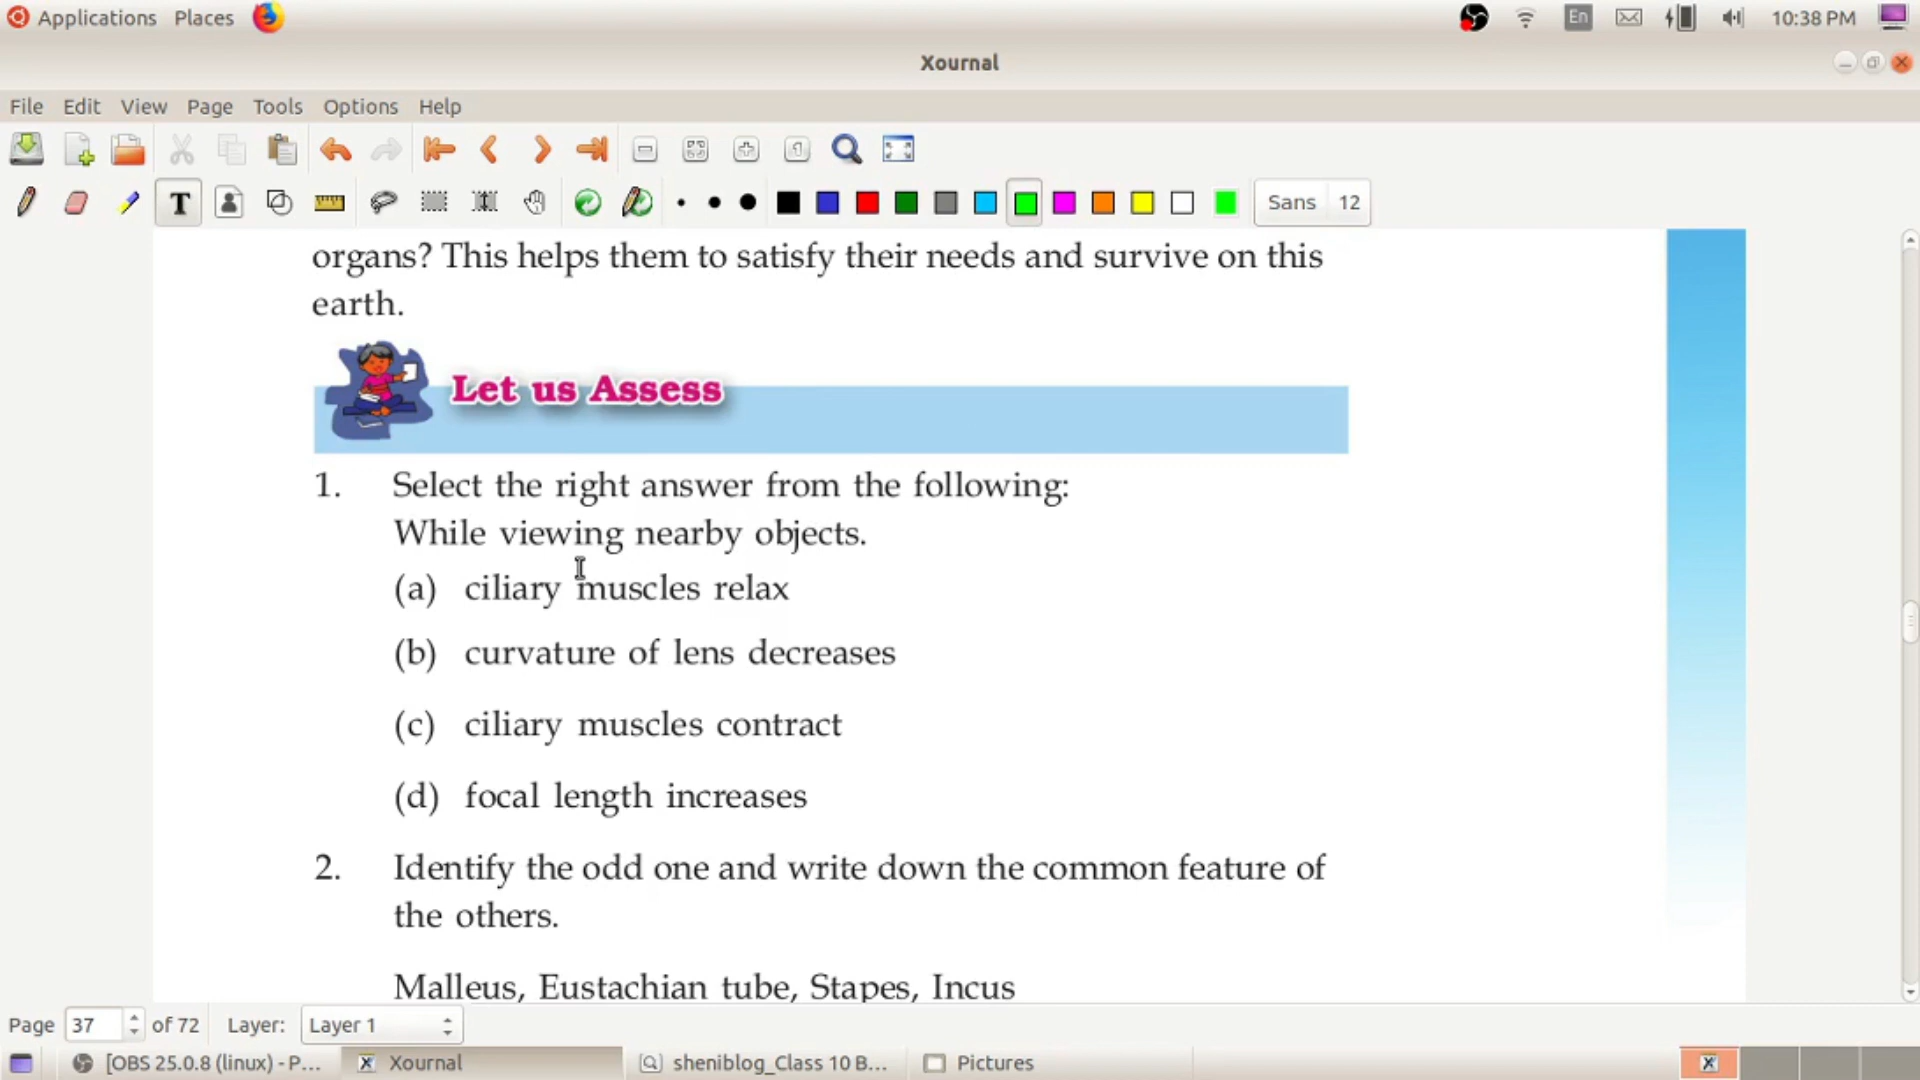 Applications Places En 10:38 PM
Xournal
File Edit View Page Tools Options Help
T Sans 12
organs? This helps them to satisfy their needs and survive on this
earth.
Let us Assess
1. Select the right answer from the following:
While viewing nearby objects.
(a) ciliary muscles relax
(b) curvature of lens decreases
(c) ciliary muscles contract
(d) focal length increases
2. Identify the odd one and write down the common feature of
the others.
Malleus, Eustachian tube, Stapes, Incus
Page 37 of 72 Layer: Layer 1
[OBS 25.0.8 (linux) - P... Xournal sheniblog_Class 10 B... Pictures